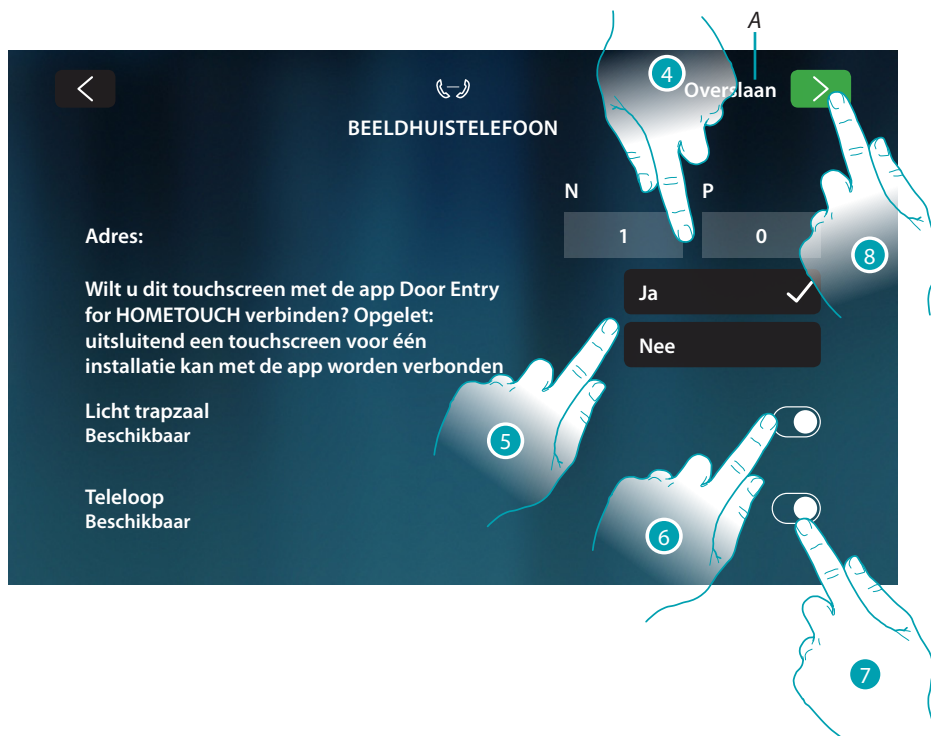 A
4
Overslaan
BEELDHUISTELEFOON
N P
Adres: 1 0
8
Wilt u dit touchscreen met de app Door Entry
for HOMETOUCH verbinden? Opgelet:
uitsluitend een touchscreen voor één
installatie kan met de app worden verbonden
Ja
Nee
5
Licht trapzaal
Beschikbaar
6
Teleloop
Beschikbaar
7